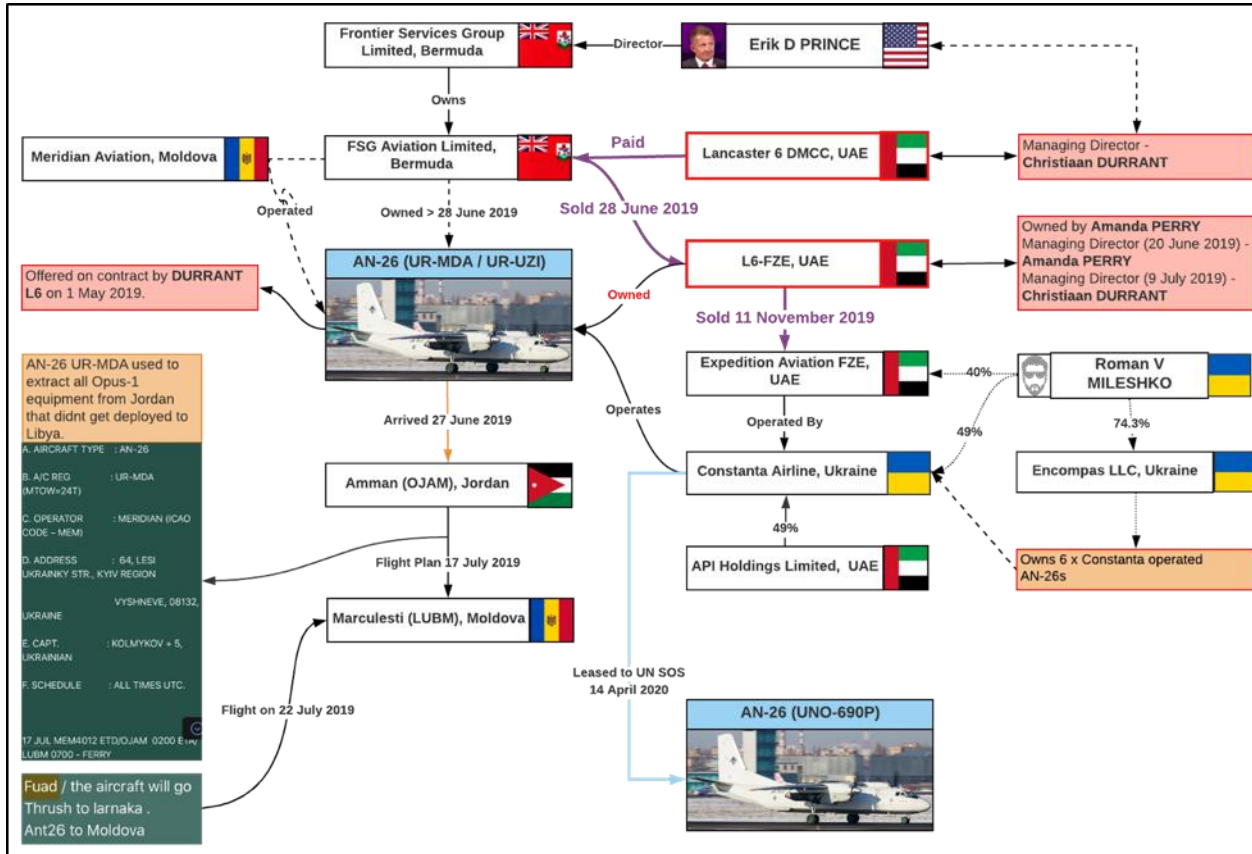 Frontier Services Group
Limited, Bermuda
Director
Erik D PRINCE
Owns
Meridian Aviation, Moldova
FSG Aviation Limited,
Bermuda
Paid
Lancaster 6 DMCC, UAE
Managing Director -
Christiaan DURRANT
Operated
Owned > 28 June 2019
Sold 28 June 2019
Offered on contract by DURRANT
L6 on 1 May 2019.
AN-26 (UR-MDA / UR-UZI)
Owned
L6-FZE, UAE
Owned by Amanda PERRY
Managing Director (20 June 2019) -
Amanda PERRY
Managing Director (9 July 2019) -
Christiaan DURRANT
Sold 11 November 2019
AN-26 UR-MDA used to
extract all Opus-1
equipment from Jordan
that didnt get deployed to
Libya.
Arrived 27 June 2019
Operates
Expedition Aviation FZE,
UAE
40%
Roman V
MILESHKO
Operated By
49%
74.3%
A. AIRCRAFT TYPE : AN-26
B. A/C REG : UR-MDA
(MTOW=24T)
C. OPERATOR : MERIDIAN (ICAO
CODE – MEM)
D. ADDRESS : 64, LESI
UKRAINKY STR., KYIV REGION
VYSHNEVE, 08132,
UKRAINE
E. CAPT. : KOLMYKOV + 5,
UKRAINIAN
F. SCHEDULE : ALL TIMES UTC.
17 JUL MEM4012 ETD/OJAM 0200 ETA/
LUBM 0700 - FERRY
Amman (OJAM), Jordan
Constanta Airline, Ukraine
Encompas LLC, Ukraine
49%
Flight Plan 17 July 2019
API Holdings Limited, UAE
Owns 6 x Constanta operated
AN-26s
Marculesti (LUBM), Moldova
Leased to UN SOS
14 April 2020
Flight on 22 July 2019
AN-26 (UNO-690P)
Fuad / the aircraft will go
Thrush to larnaka .
Ant26 to Moldova